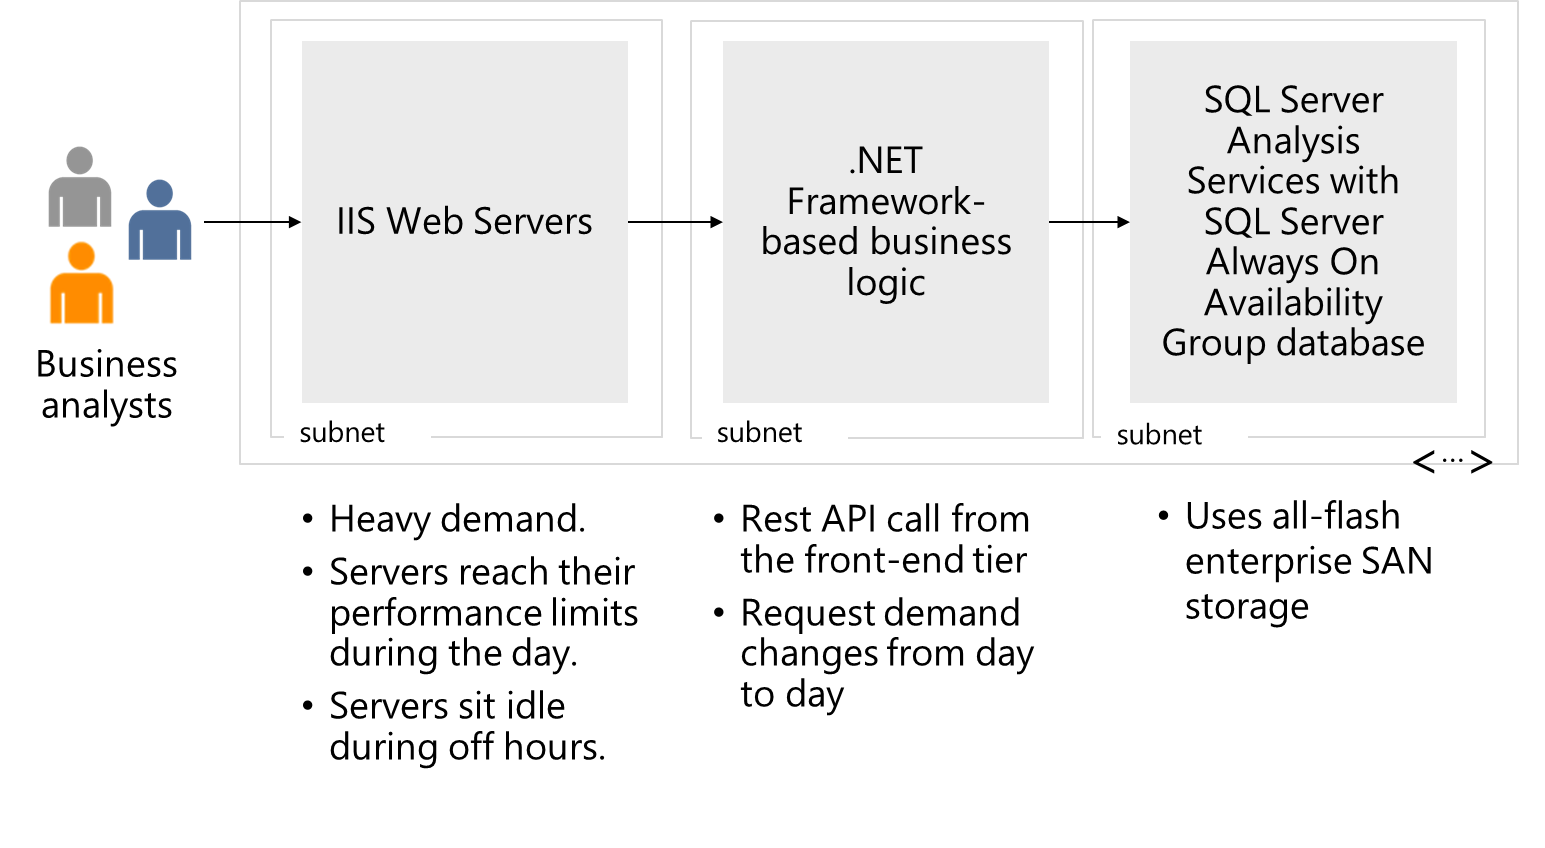 Business
analysts
IIS Web Servers
subnet
.NET
Framework-
based business
logic
subnet
SQL Server
Analysis
Services with
SQL Server
Always On
Availability
Group database
subnet
<···>
• Heavy demand.
• Servers reach their
performance limits
during the day.
• Servers sit idle
during off hours.
• Rest API call from
the front-end tier
• Request demand
changes from day
to day
• Uses all-flash
enterprise SAN
storage